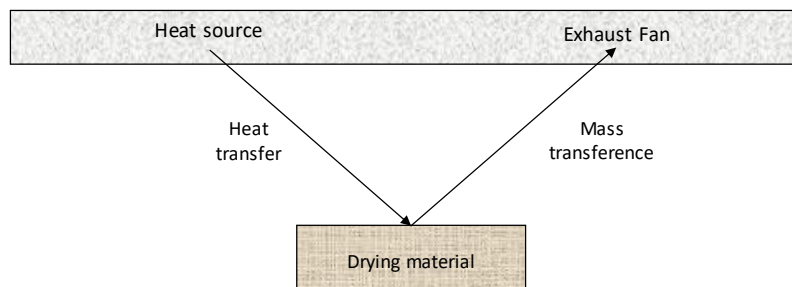 Heat source
Exhaust Fan
Heat
transfer
Mass
transference
Drying material